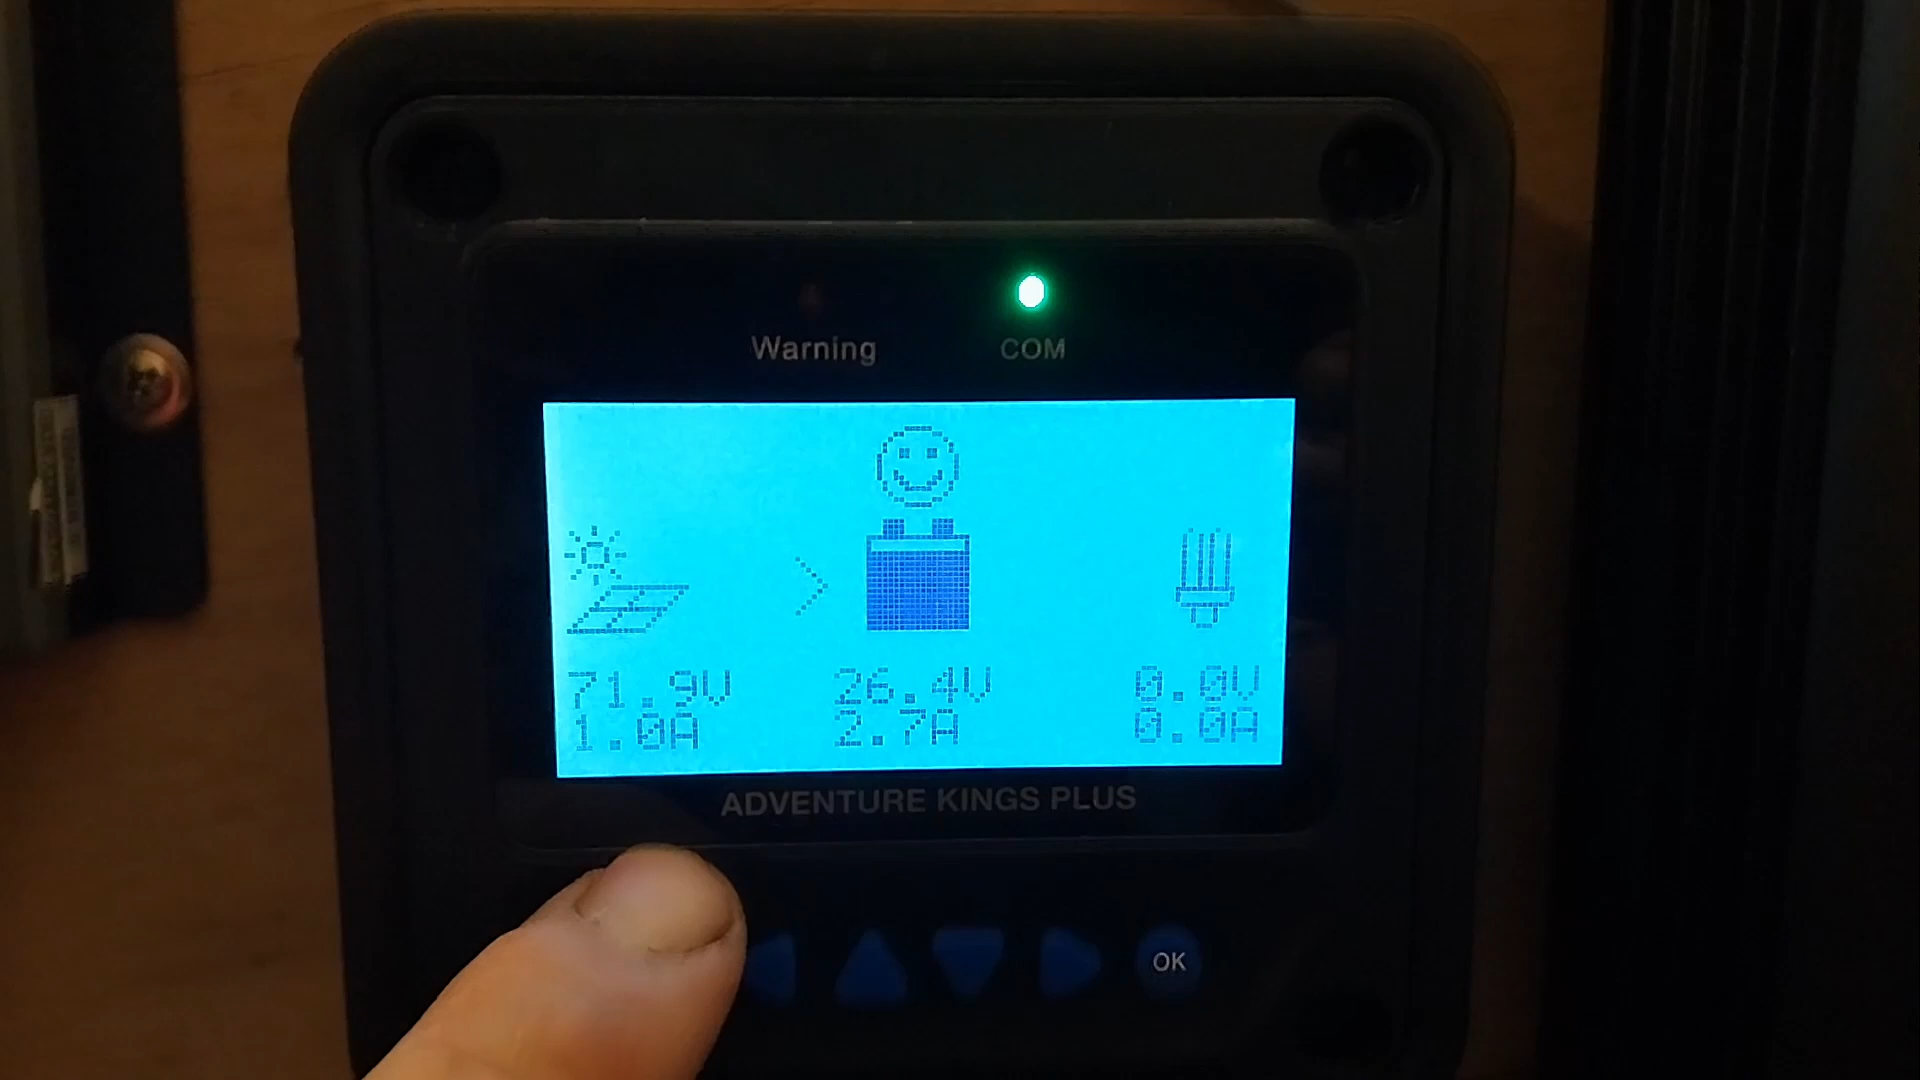 Warning COM
71.9V 26.4V 0.0V
1.0A 2.7A 0.0A
ADVENTURE KINGS PLUS
OK